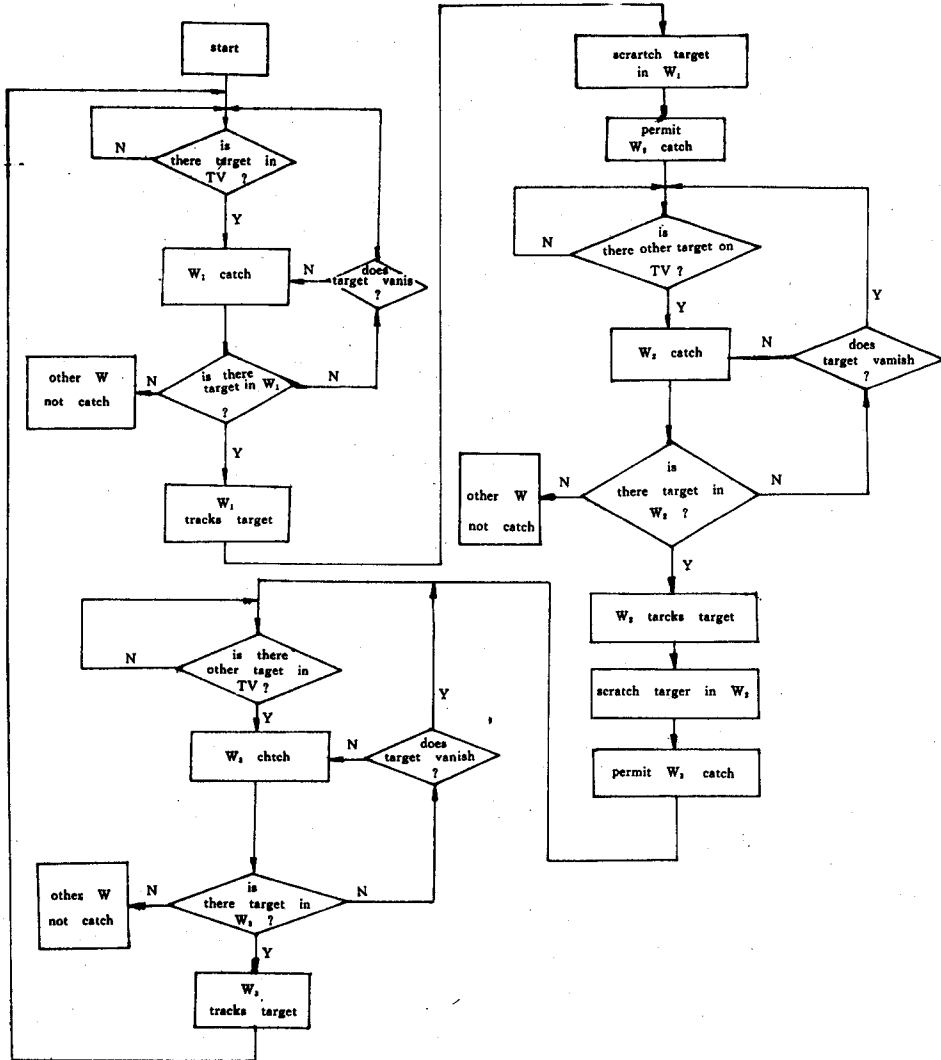 start
N
is
there target in
TV ?
Y
W₁ catch
N
does
target vanis
?
other W
not catch
N
is there
target in W₁
?
N
Y
W₁
tracks target
scrartch target
in W₁
permit
W₂ catch
N
is
there other target on
TV ?
Y
Y
W₂ catch
N
does
target vamish
?
other W
not catch
N
is
there target in
W₂ ?
N
Y
W₂ tarcks target
scratch targer in W₂
permit W₃ catch
N
is there
other taget in
TV ?
Y
Y
W₃ chtch
N
does
target vanish
?
othes W
not catch
N
is
there target in
W₃ ?
N
Y
W₃
tracks target